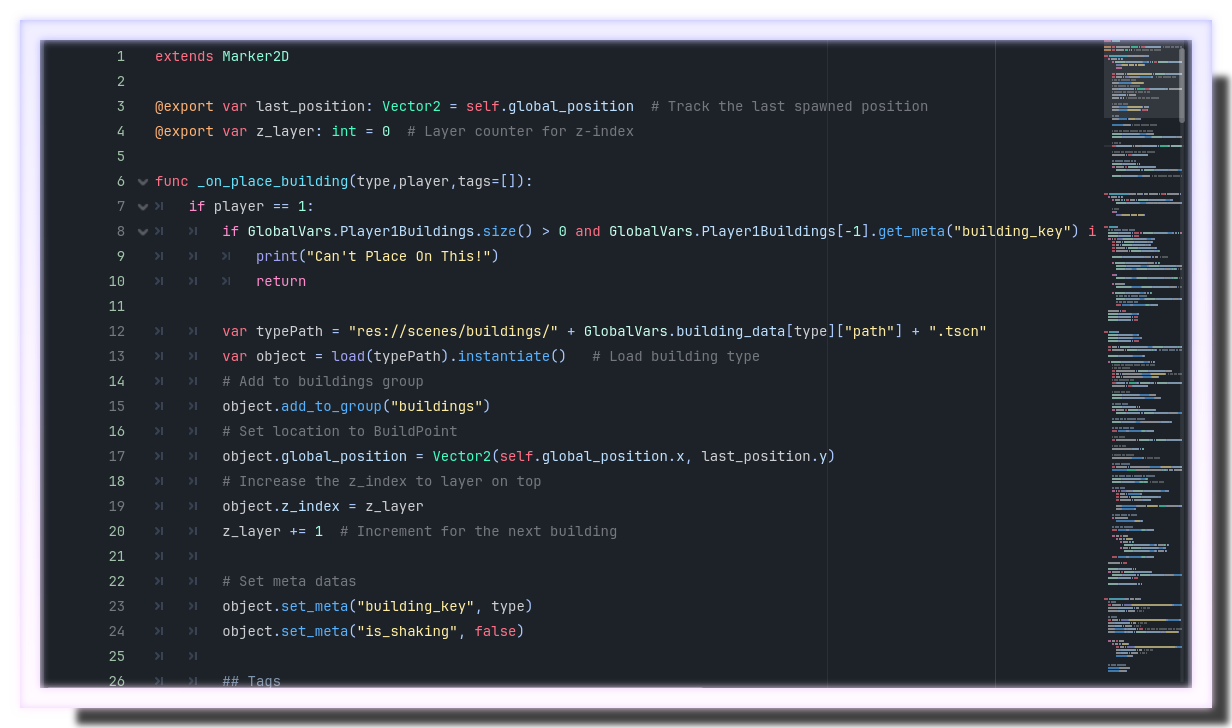 1 extends Marker2D
2
3 @export var last_position: Vector2 = self.global_position  # Track the last spawned position
4 @export var z_layer: int = 0  # Layer counter for z-index
5
6 func _on_place_building(type,player,tags=[]):
7 if player == 1:
8 if GlobalVars.Player1Buildings.size() > 0 and GlobalVars.Player1Buildings[-1].get_meta("building_key") i
9 print("Can't Place On This!")
10 return
11
12 var typePath = "res://scenes/buildings/" + GlobalVars.building_data[type]["path"] + ".tscn"
13 var object = load(typePath).instantiate()   # Load building type
14 # Add to buildings group
15 object.add_to_group("buildings")
16 # Set location to BuildPoint
17 object.global_position = Vector2(self.global_position.x, last_position.y)
18 # Increase the z_index to layer on top
19 object.z_index = z_layer
20 z_layer += 1  # Increment for the next building
21
22 # Set meta datas
23 object.set_meta("building_key", type)
24 object.set_meta("is_shaking", false)
25
26 ## Tags